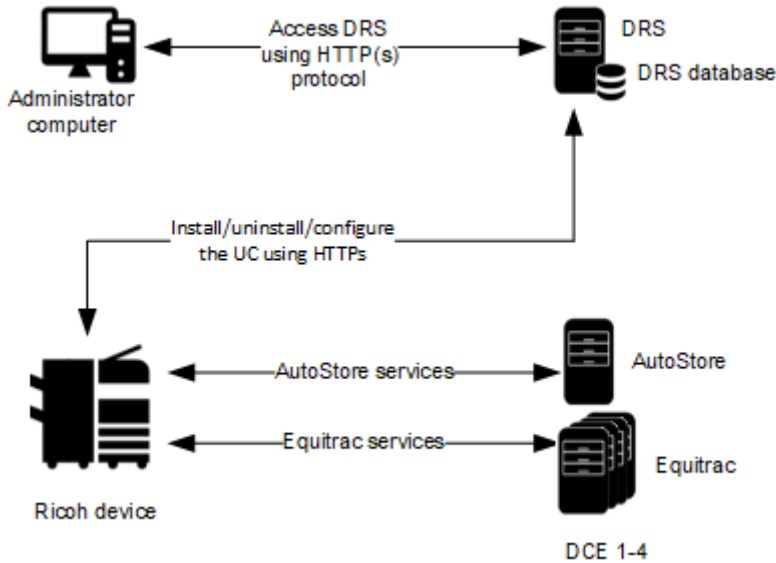 Access DRS
using HTTP(s)
protocol
DRS
DRS database
Administrator
computer
Install/uninstall/configure
the UC using HTTPs
AutoStore services
AutoStore
Equitrac services
Equitrac
Ricoh device
DCE 1-4